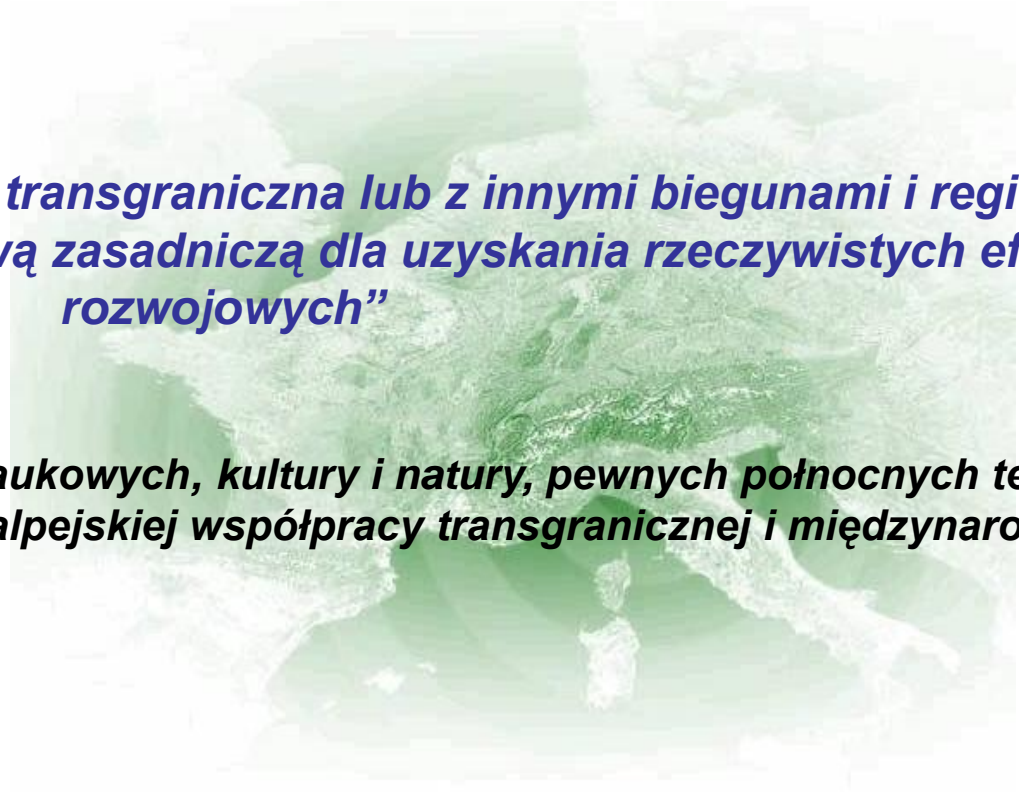 transgraniczna lub z innymi biegunami i regi
wą zasadniczą dla uzyskania rzeczywistych ef
rozwojowych”
aukowych, kultury i natury, pewnych północnych te
alpejskiej współpracy transgranicznej i międzynaro